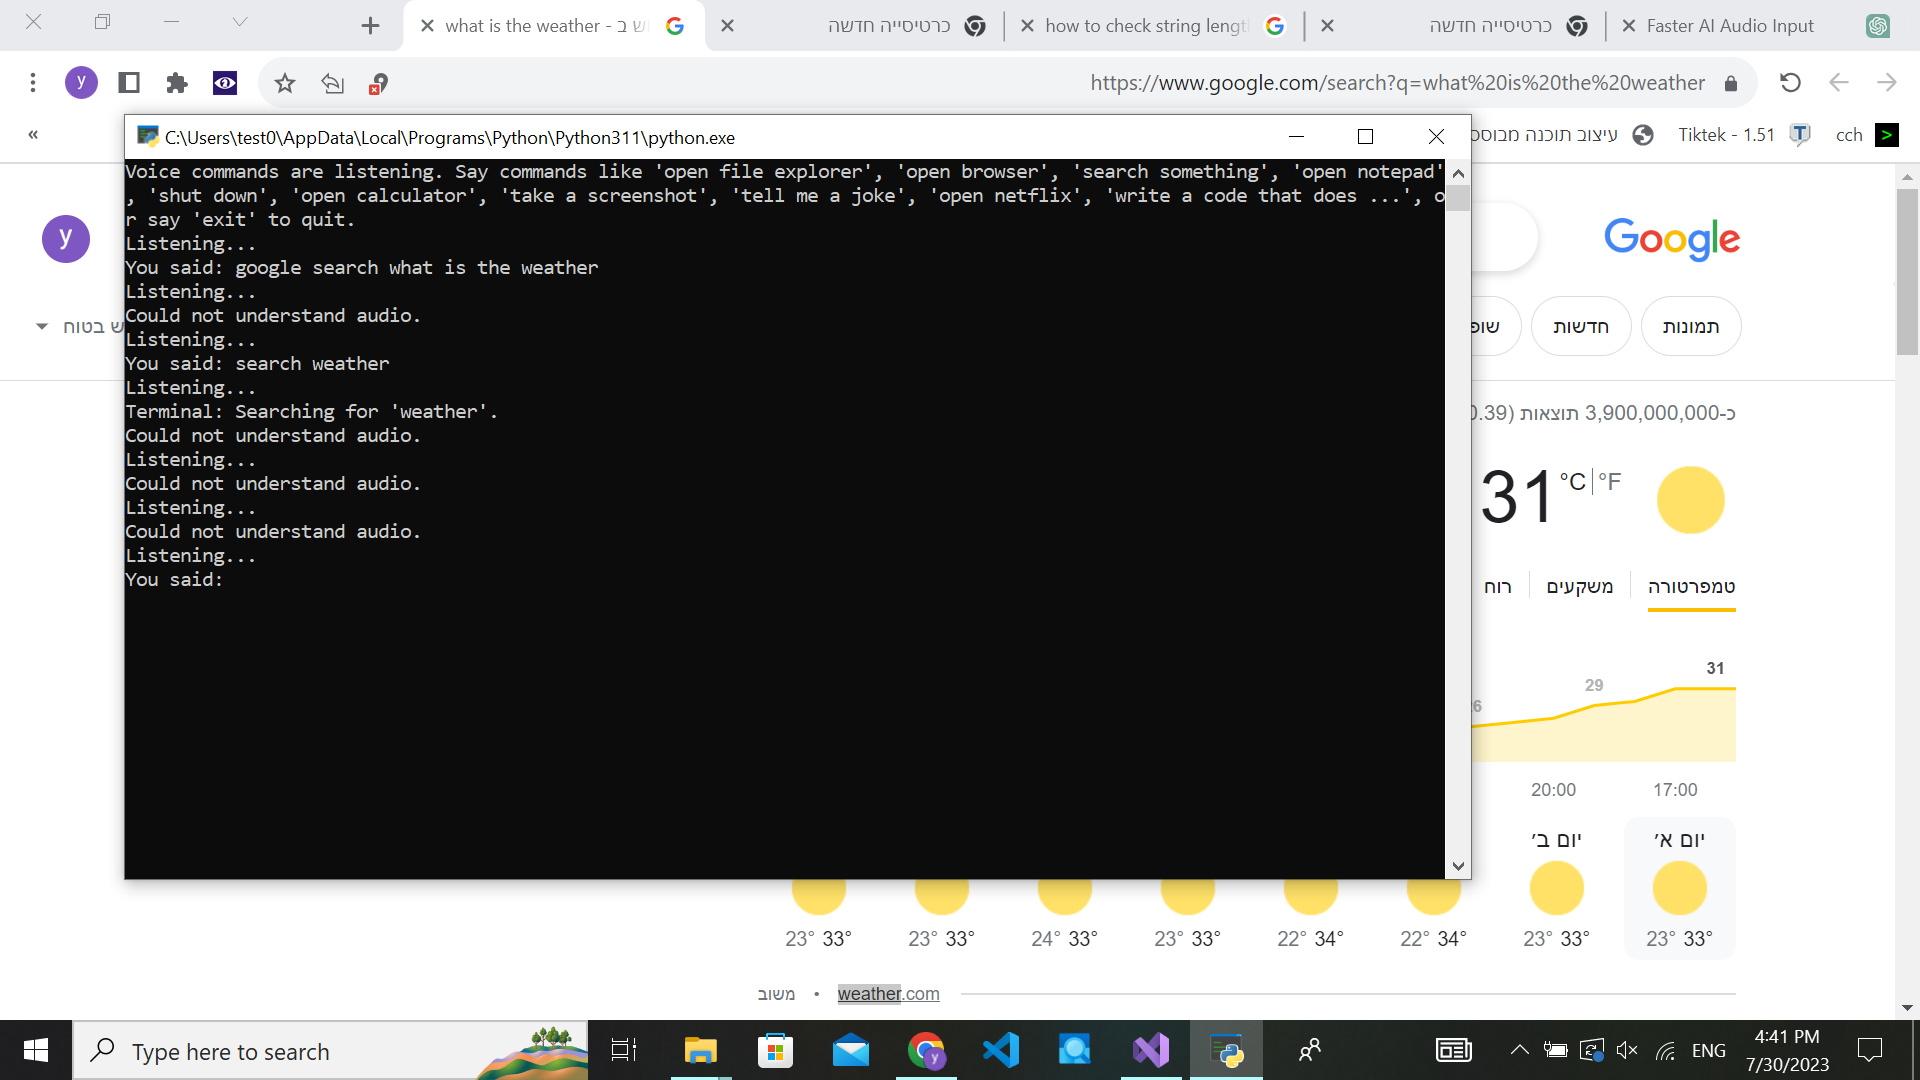 what is the weather - חיפוש ב
כרטיסייה חדשה
how to check string lengt
כרטיסייה חדשה
Faster AI Audio Input
y
https://www.google.com/search?q=what%20is%20the%20weather
«
עיצוב תוכנה מבוסס
Tiktek - 1.51
cch
C:\Users\test0\AppData\Local\Programs\Python\Python311\python.exe
Voice commands are listening. Say commands like 'open file explorer', 'open browser', 'search something', 'open notepad'
, 'shut down', 'open calculator', 'take a screenshot', 'tell me a joke', 'open netflix', 'write a code that does ...', o
r say 'exit' to quit.
Listening...
You said: google search what is the weather
Listening...
Could not understand audio.
Listening...
You said: search weather
Listening...
Terminal: Searching for 'weather'.
Could not understand audio.
Listening...
Could not understand audio.
Listening...
Could not understand audio.
Listening...
You said:
y
Google
תמונות
חדשות
שופ
ש בטוח
כ-3,900,000,000 תוצאות (0.39
31
°C | °F
טמפרטורה
משקעים
רוח
31
29
26
17:00
20:00
יום א׳
יום ב׳
23° 33°
23° 33°
24° 33°
23° 33°
22° 34°
22° 34°
23° 33°
23° 33°
weather.com
•
משוב
Type here to search
y
ENG
4:41 PM
7/30/2023